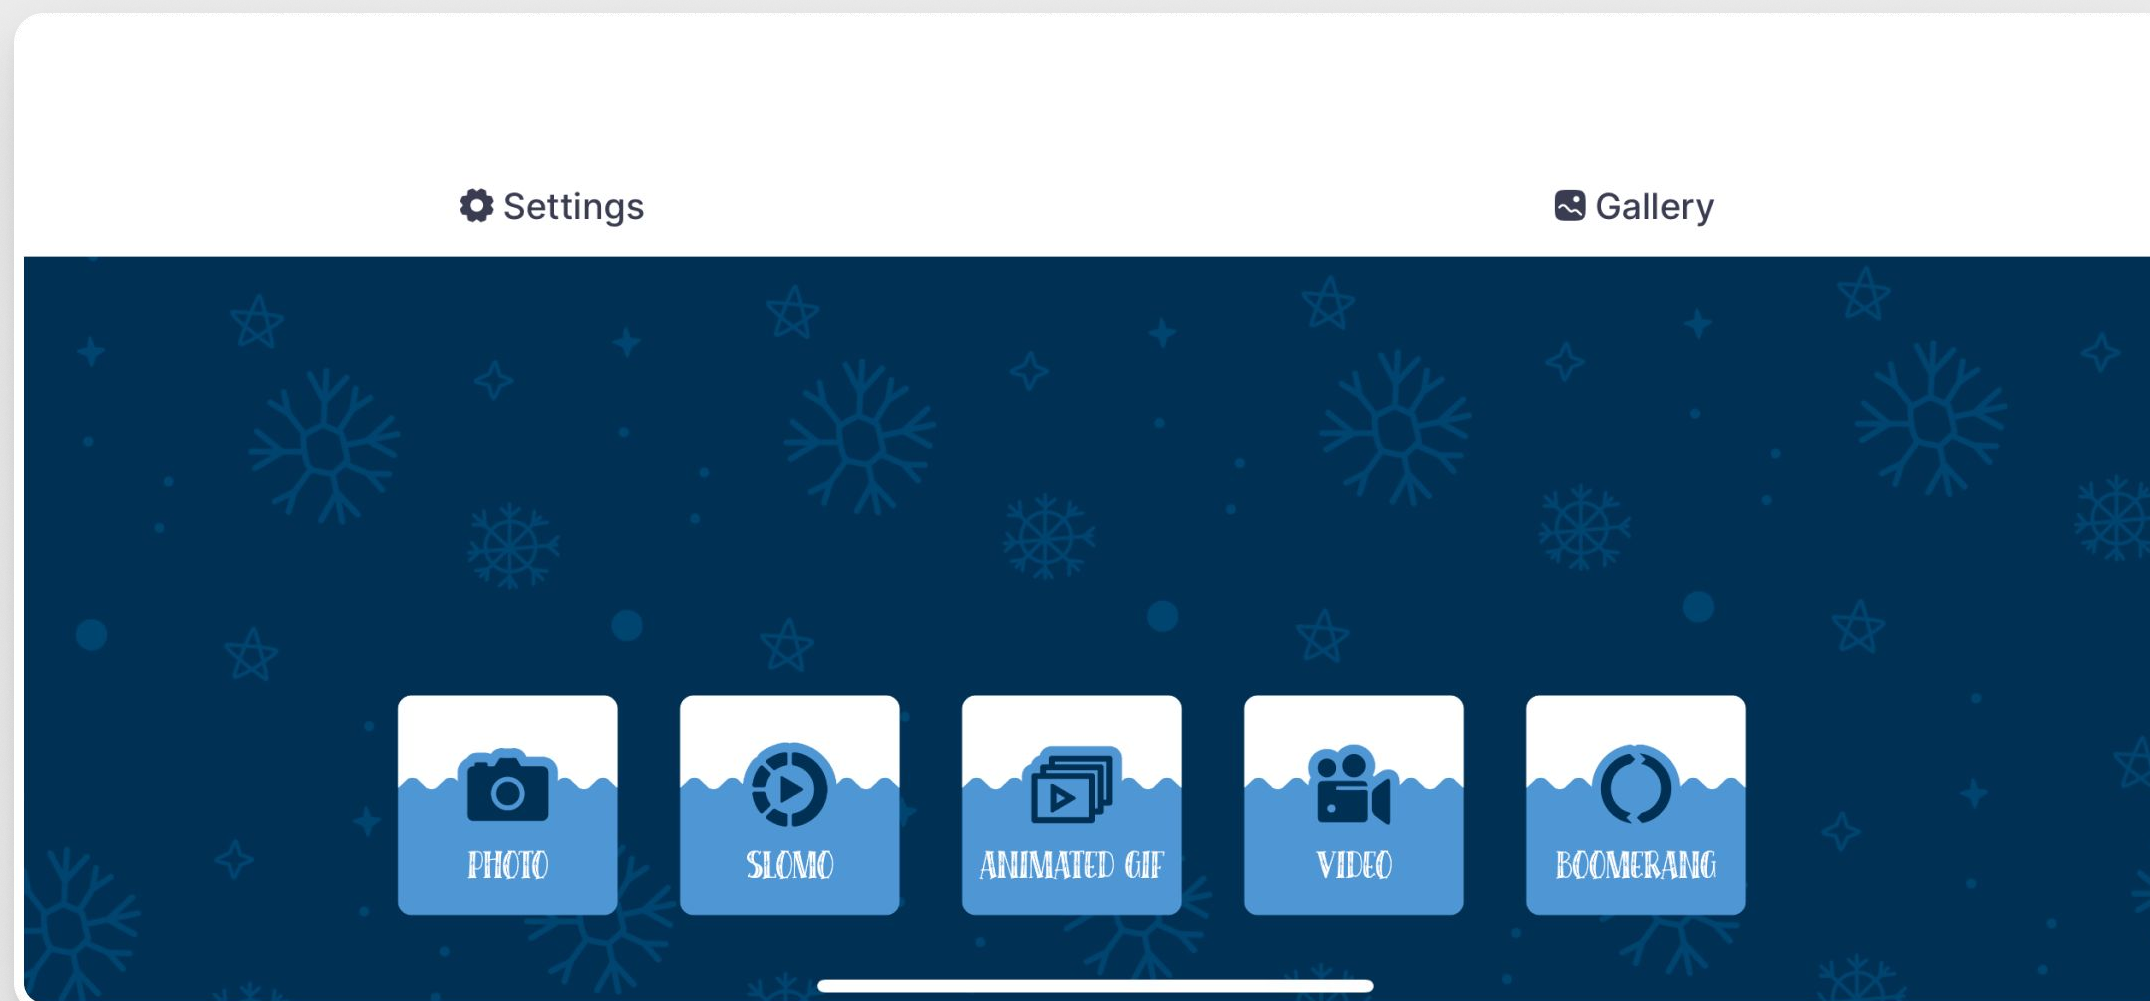 Settings
Gallery
PHOTO
SLOMO
ANIMATED GIF
VIDEO
BOOMERANG